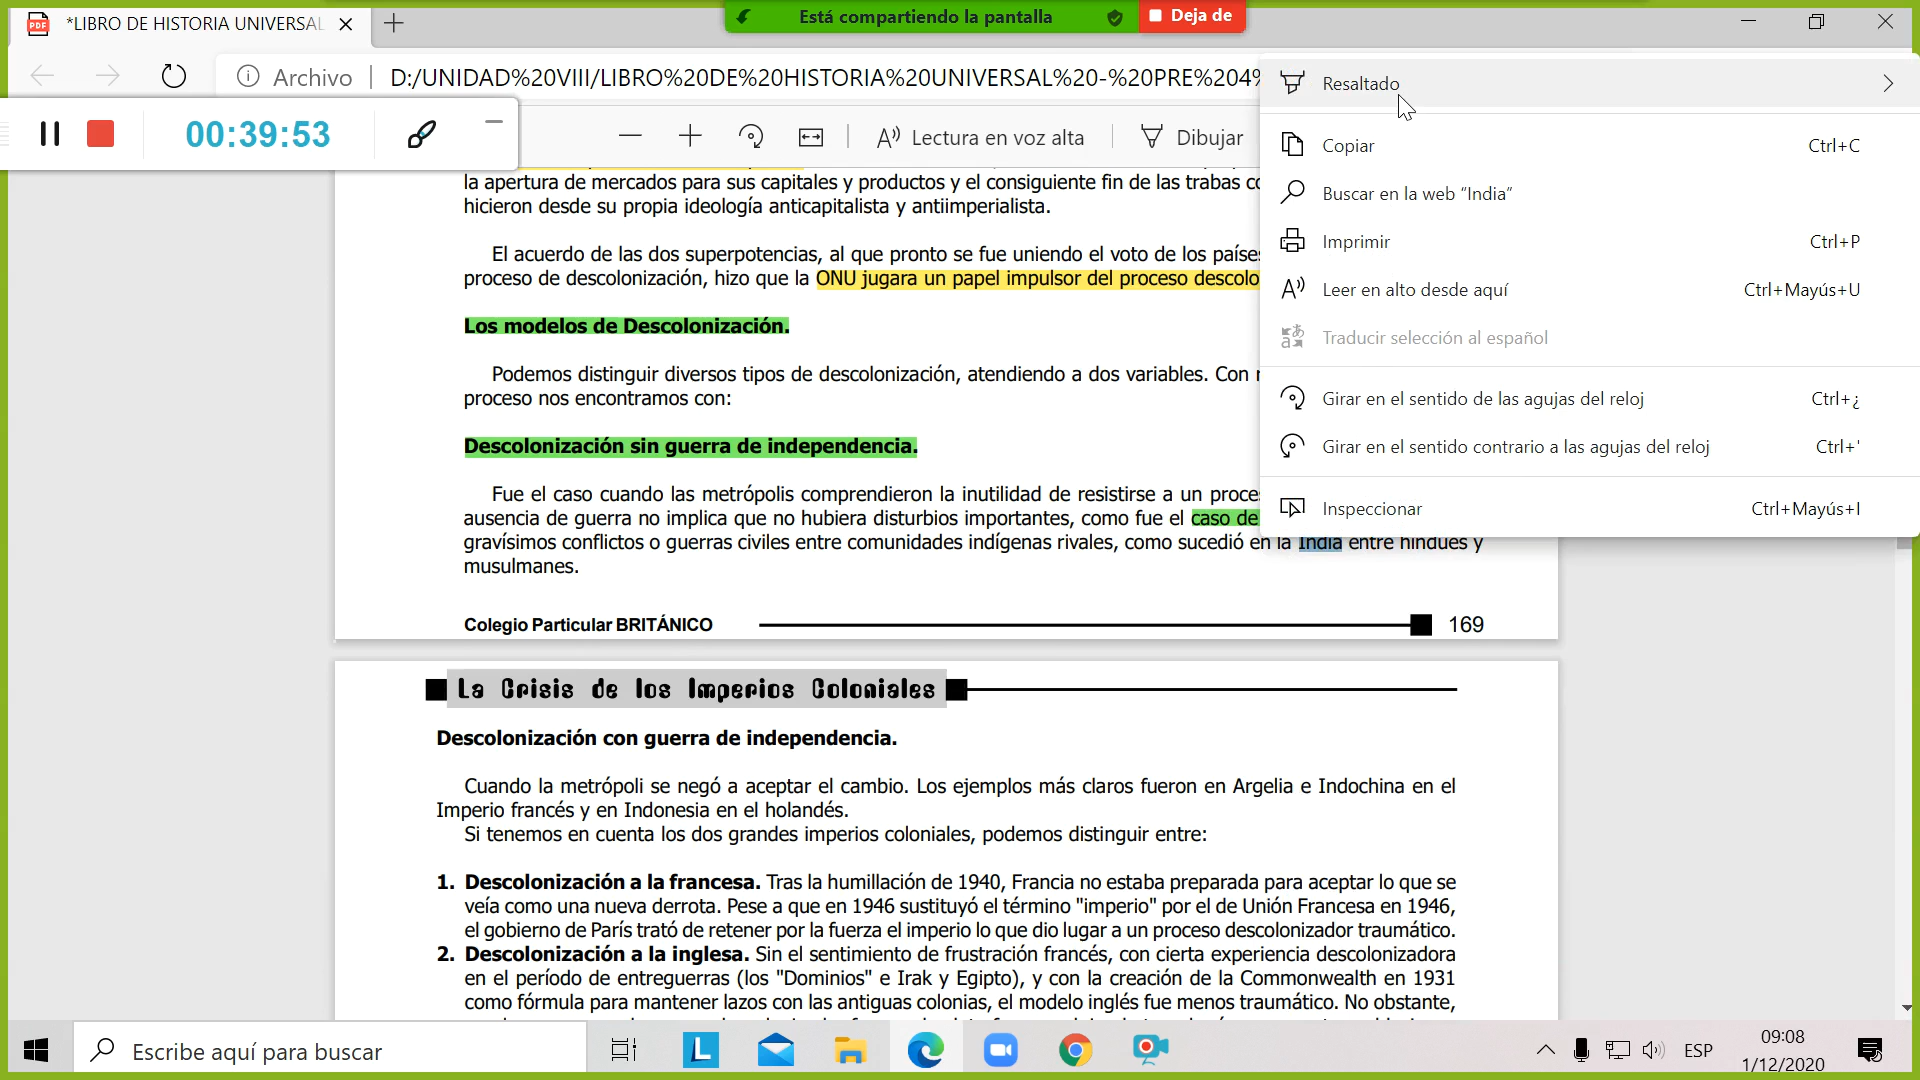 *LIBRO DE HISTORIA UNIVERSAL
Está compartiendo la pantalla
Deja de
Archivo
D:/UNIDAD%20VIII/LIBRO%20DE%20HISTORIA%20UNIVERSAL%20-%20PRE%204%
00:39:53
Lectura en voz alta
Dibujar
Resaltado
Copiar Ctrl+C
Buscar en la web “India”
Imprimir Ctrl+P
Leer en alto desde aquí Ctrl+Mayús+U
Traducir selección al español
Girar en el sentido de las agujas del reloj Ctrl+¿
Girar en el sentido contrario a las agujas del reloj Ctrl+'
Inspeccionar Ctrl+Mayús+I
la apertura de mercados para sus capitales y productos y el consiguiente fin de las trabas
hicieron desde su propia ideología anticapitalista y antiimperialista.
El acuerdo de las dos superpotencias, al que pronto se fue uniendo el voto de los países
proceso de descolonización, hizo que la ONU jugara un papel impulsor del proceso descolo
Los modelos de Descolonización.
Podemos distinguir diversos tipos de descolonización, atendiendo a dos variables. Con
proceso nos encontramos con:
Descolonización sin guerra de independencia.
Fue el caso cuando las metrópolis comprendieron la inutilidad de resistirse a un proce
ausencia de guerra no implica que no hubiera disturbios importantes, como fue el caso de
gravísimos conflictos o guerras civiles entre comunidades indígenas rivales, como sucedió en la India entre hindúes y
musulmanes.
Colegio Particular BRITÁNICO 169
La Crisis de los Imperios Coloniales
Descolonización con guerra de independencia.
Cuando la metrópoli se negó a aceptar el cambio. Los ejemplos más claros fueron en Argelia e Indochina en el
Imperio francés y en Indonesia en el holandés.
Si tenemos en cuenta los dos grandes imperios coloniales, podemos distinguir entre:
1. Descolonización a la francesa. Tras la humillación de 1940, Francia no estaba preparada para aceptar lo que se
veía como una nueva derrota. Pese a que en 1946 sustituyó el término "imperio" por el de Unión Francesa en 1946,
el gobierno de París trató de retener por la fuerza el imperio lo que dio lugar a un proceso descolonizador traumático.
2. Descolonización a la inglesa. Sin el sentimiento de frustración francés, con cierta experiencia descolonizadora
en el período de entreguerras (los "Dominios" e Irak y Egipto), y con la creación de la Commonwealth en 1931
como fórmula para mantener lazos con las antiguas colonias, el modelo inglés fue menos traumático. No obstante,
Escribe aquí para buscar
ESP
09:08
1/12/2020